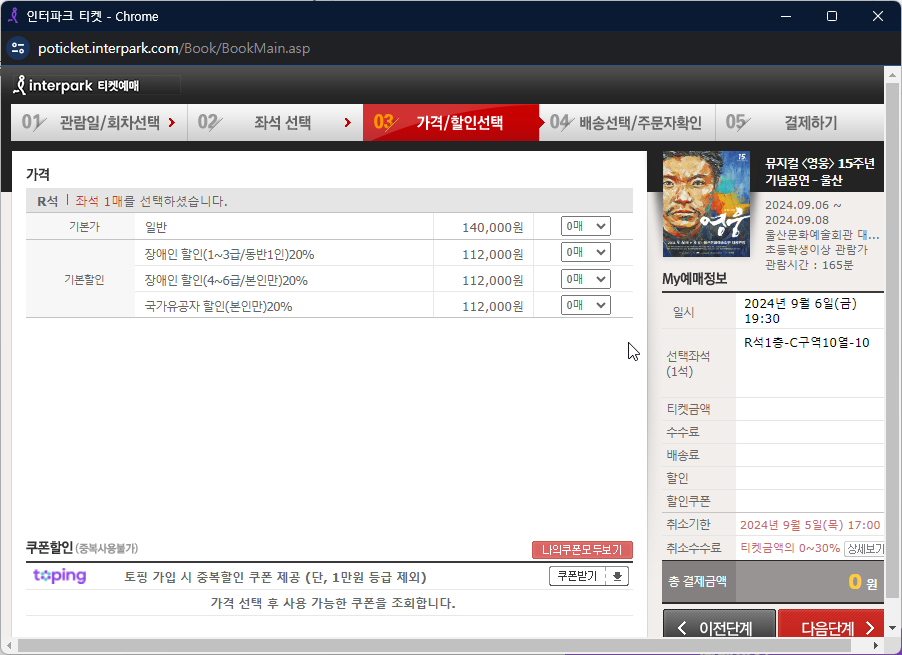 인터파크 티켓 - Chrome
poticket.interpark.com/Book/BookMain.asp
interpark 티켓예매
01 관람일/회차선택
02 좌석 선택
03 가격/할인선택
04 배송선택/주문자확인
05 결제하기
가격
R석 | 좌석 1매를 선택하셨습니다.
기본가 일반 140,000원 0매
기본할인
장애인 할인(1~3급/동반1인)20% 112,000원 0매
장애인 할인(4~6급/본인만)20% 112,000원 0매
국가유공자 할인(본인만)20% 112,000원 0매
쿠폰할인 (중복사용불가)
나의쿠폰모두보기
toping 토핑 가입 시 중복할인 쿠폰 제공 (단, 1만원 등급 제외) 쿠폰받기
가격 선택 후 사용 가능한 쿠폰을 조회합니다.
15
영웅
뮤지컬 〈영웅〉 15주년
기념공연 - 울산
2024.09.06 ~
2024.09.08
울산문화예술회관 대...
초등학생이상 관람가
관람시간 : 165분
My예매정보
일시 2024년 9월 6일(금)
19:30
선택좌석
(1석)
R석1층-C구역10열-10
티켓금액
수수료
배송료
할인
할인쿠폰
취소기한 2024년 9월 5일(목) 17:00
취소수수료 티켓금액의 0~30% 상세보기
총 결제금액 0 원
이전단계
다음단계